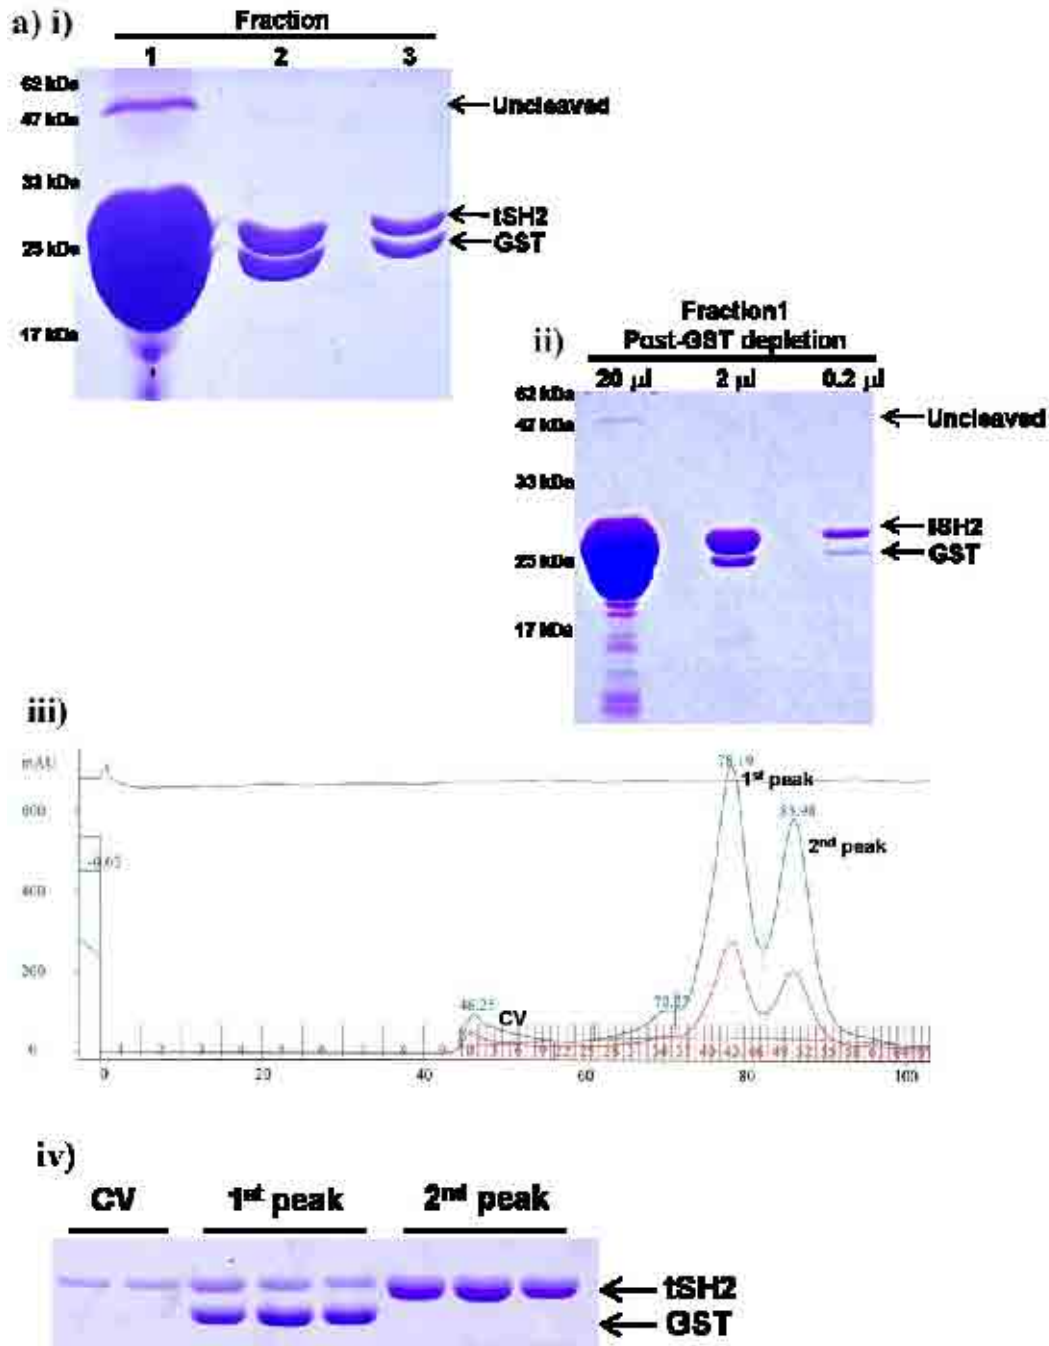 a) i)
Fraction
1 2 3
62 kDa
47 kDa
33 kDa
25 kDa
17 kDa
Uncleaved
tSH2
GST
ii)
Fraction1
Post-GST depletion
20 µl 2 µl 0.2 µl
62 kDa
47 kDa
33 kDa
25 kDa
17 kDa
Uncleaved
tSH2
GST
iii)
mAU
800
400
200
0
1st peak
2nd peak
46.25
CV
0 20 40 60 80 100
iv)
CV 1st peak 2nd peak
tSH2
GST